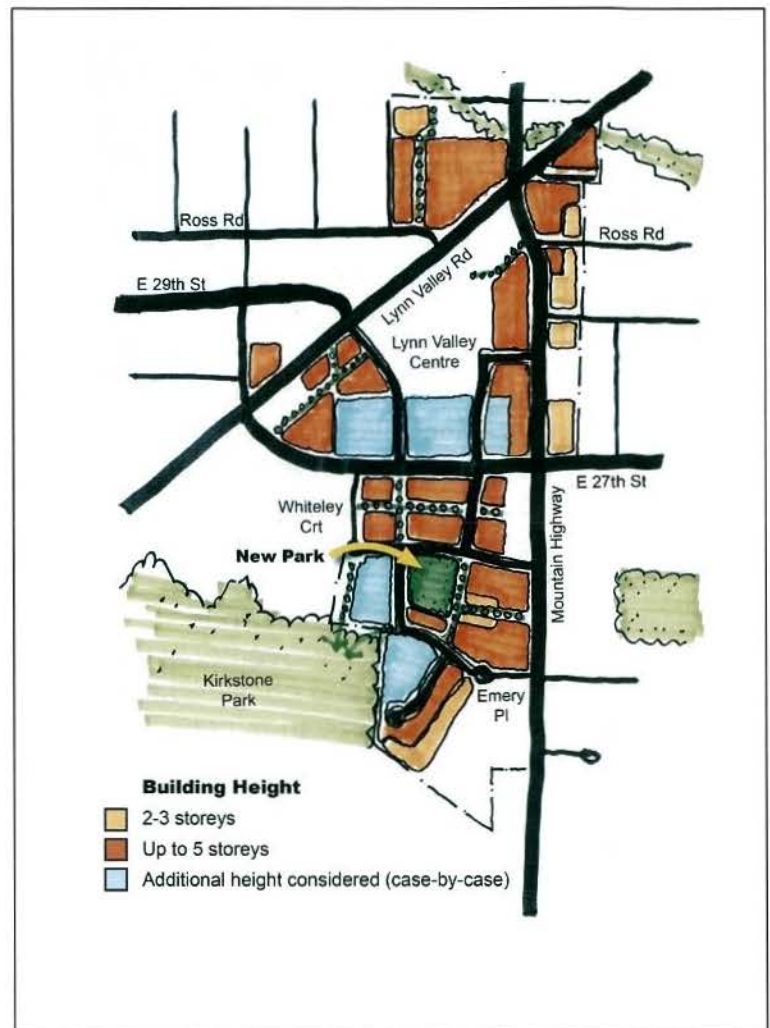 Ross Rd
Ross Rd
E 29th St
Lynn Valley Rd
Lynn Valley
Centre
E 27th St
Whiteley
Crt
New Park
Mountain Highway
Kirkstone
Park
Emery
Pl
Building Height
2-3 storeys
Up to 5 storeys
Additional height considered (case-by-case)